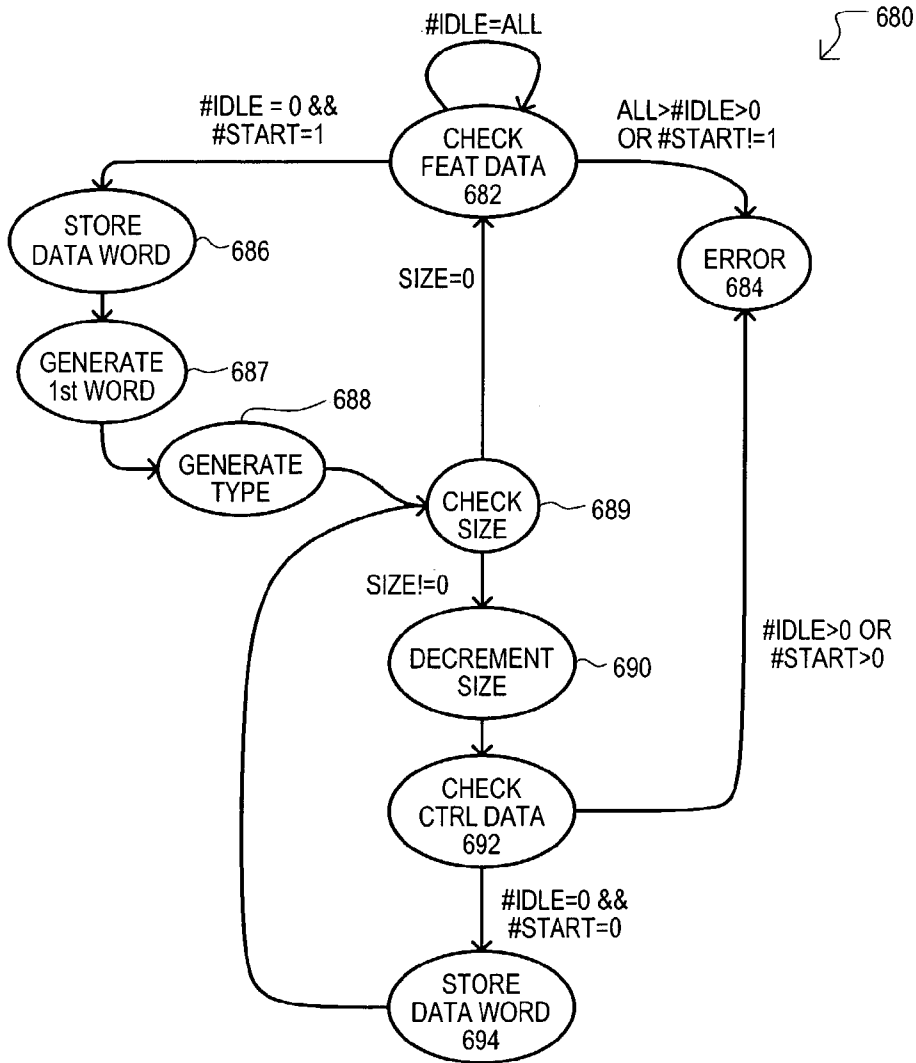 680
#IDLE=ALL
#IDLE = 0 &&
#START=1
CHECK
FEAT DATA
682
ALL>#IDLE>0
OR #START!=1
STORE
DATA WORD
686
ERROR
684
SIZE=0
GENERATE
1st WORD
687
688
GENERATE
TYPE
CHECK
SIZE
689
SIZE!=0
DECREMENT
SIZE
690
#IDLE>0 OR
#START>0
CHECK
CTRL DATA
692
#IDLE=0 &&
#START=0
STORE
DATA WORD
694